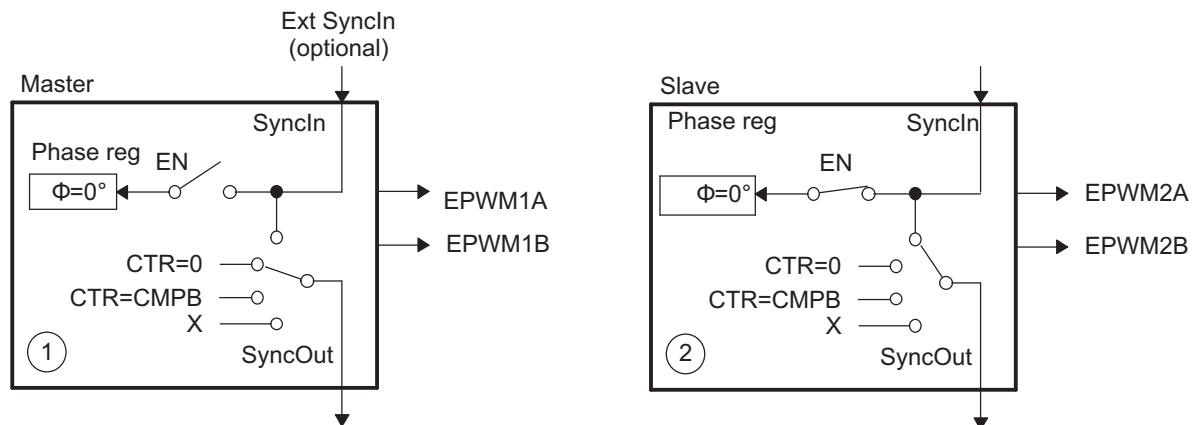 Ext SyncIn
(optional)
Master
SyncIn
Phase reg
EN
Φ=0°
EPWM1A
EPWM1B
CTR=0
CTR=CMPB
X
1
SyncOut
Slave
Phase reg
SyncIn
EN
Φ=0°
EPWM2A
EPWM2B
CTR=0
CTR=CMPB
X
2
SyncOut